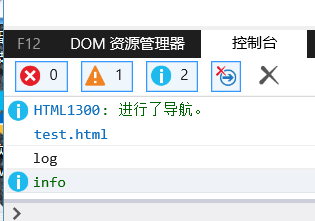 F12 DOM 资源管理器 控制台
0 1 2
HTML1300: 进行了导航。
test.html
log
info